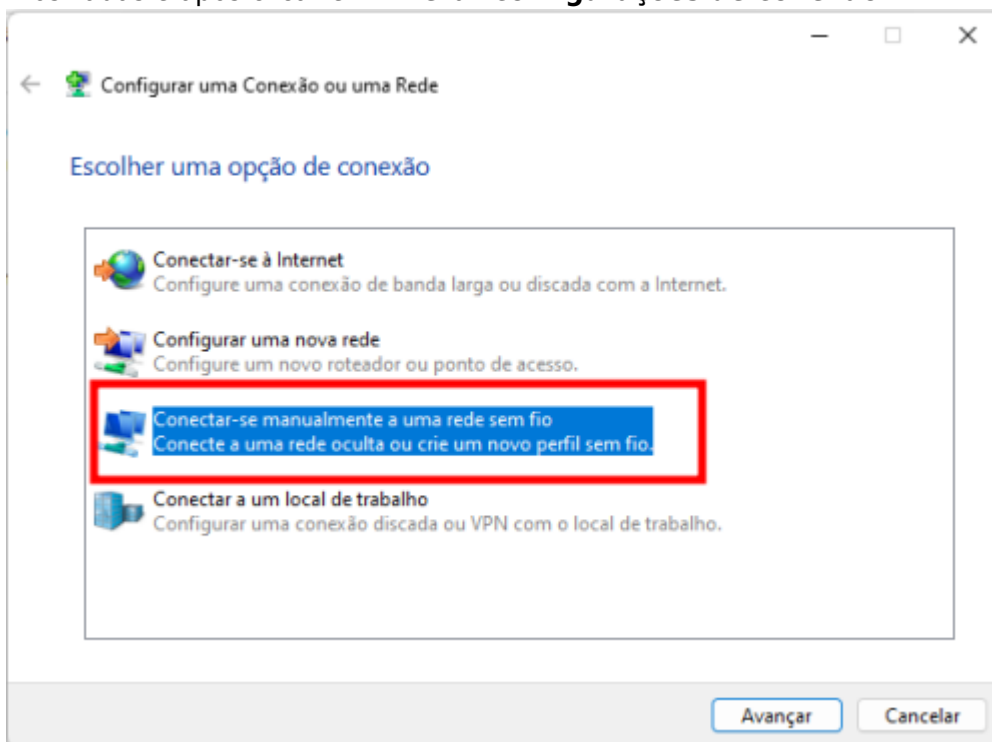 Configurar uma Conexão ou uma Rede
Escolher uma opção de conexão
Conectar-se à Internet
Configure uma conexão de banda larga ou discada com a Internet.
Configurar uma nova rede
Configure um novo roteador ou ponto de acesso.
Conectar-se manualmente a uma rede sem fio
Conecte a uma rede oculta ou crie um novo perfil sem fio.
Conectar a um local de trabalho
Configurar uma conexão discada ou VPN com o local de trabalho.
Avançar Cancelar